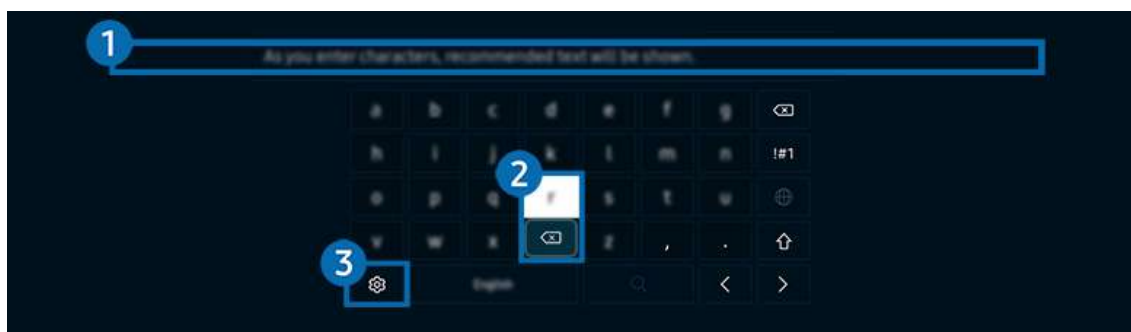 1
As you enter characters, recommended text will be shown.
a b c d e f g
h i j k l m n !#1
2
o p q r s t u
v w x z , .
3
English < >